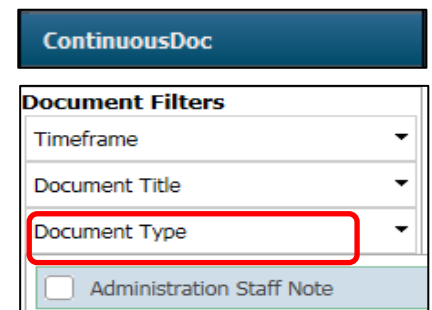 ContinuousDoc
Document Filters
Timeframe
Document Title
Document Type
Administration Staff Note